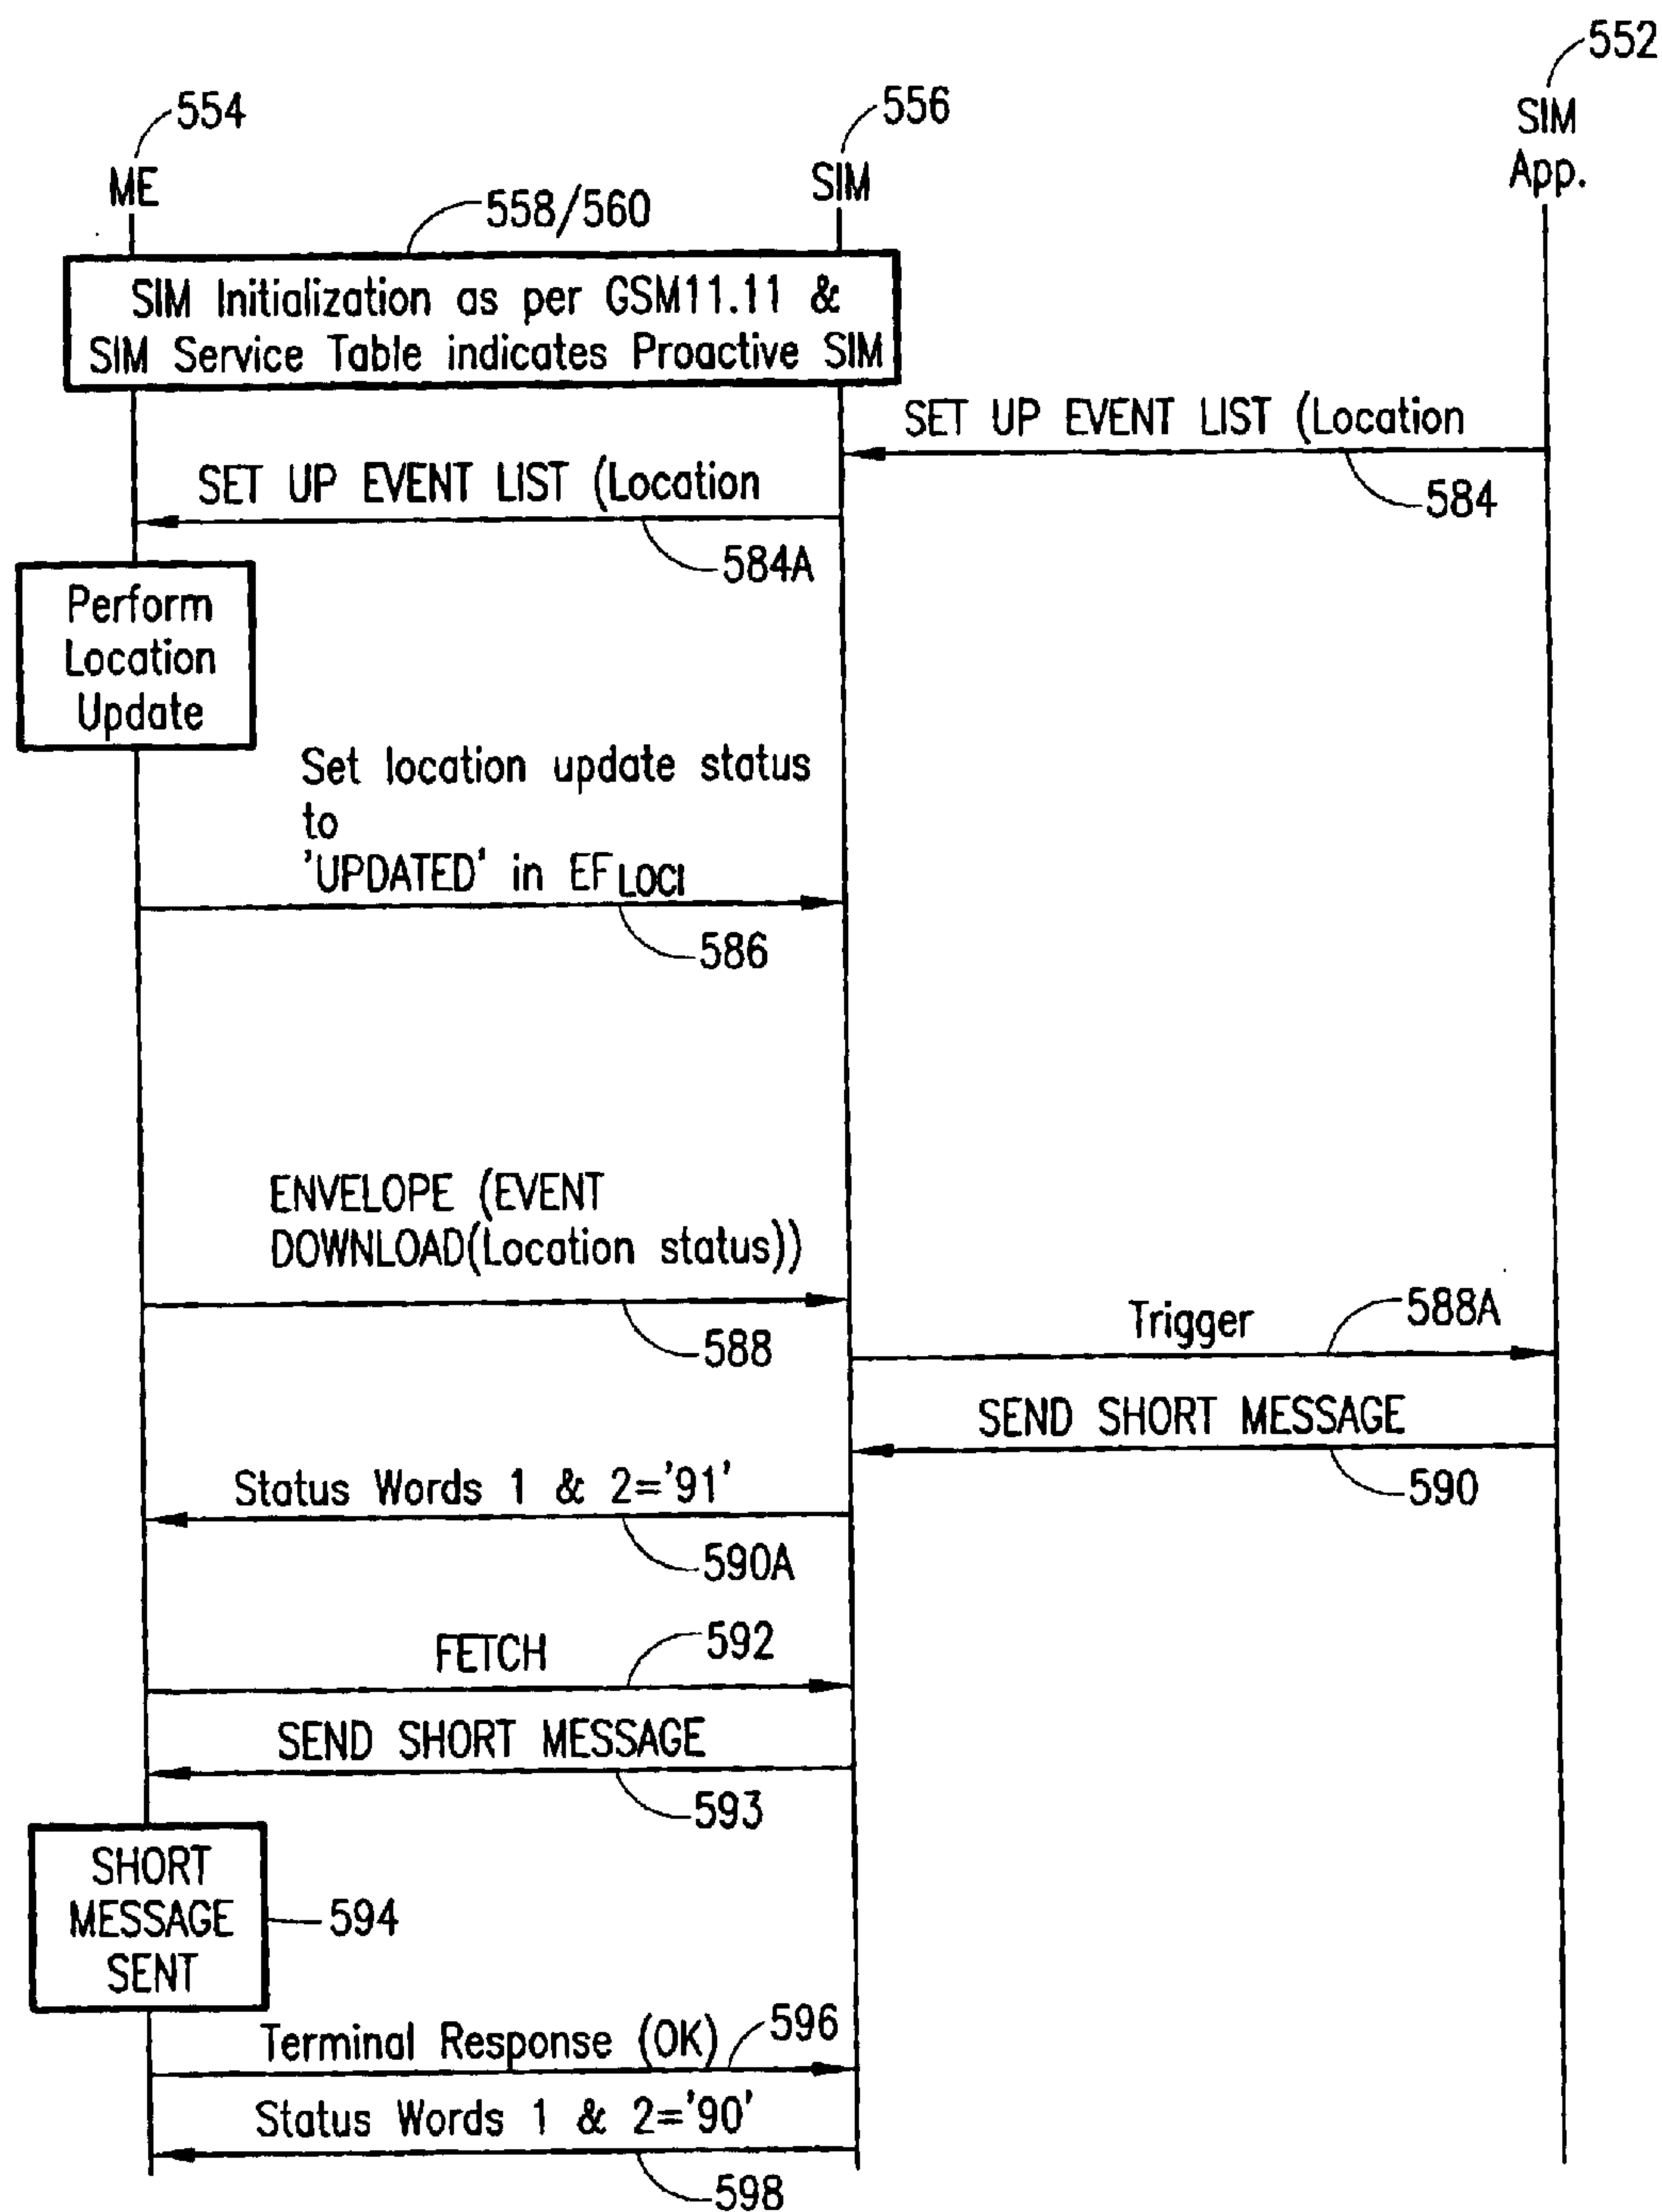 552
SIM
App.
554
ME
556
SIM
558/560
SIM Initialization as per GSM11.11 &
SIM Service Table indicates Proactive SIM
SET UP EVENT LIST (Location
584
SET UP EVENT LIST (Location
584A
Perform
Location
Update
Set location update status
to
'UPDATED' in EFLOCI
586
ENVELOPE (EVENT
DOWNLOAD(Location status))
588
Trigger
588A
SEND SHORT MESSAGE
590
Status Words 1 & 2='91'
590A
FETCH
592
SEND SHORT MESSAGE
593
SHORT
MESSAGE
SENT
594
Terminal Response (OK)
596
Status Words 1 & 2='90'
598